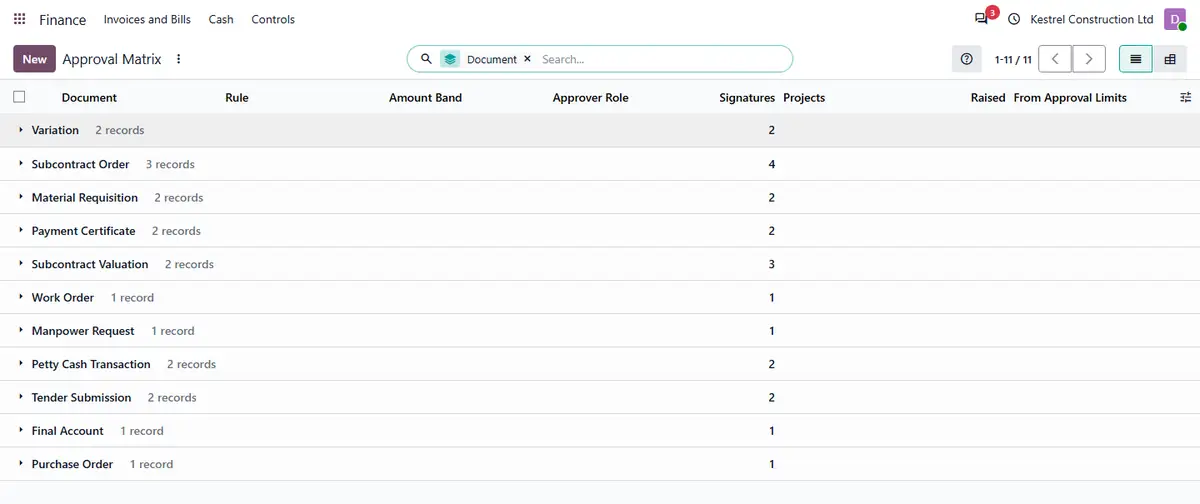 Finance Invoices and Bills Cash Controls 3 Kestrel Construction Ltd D
New Approval Matrix Document Search... 1-11 / 11
Document Rule Amount Band Approver Role Signatures Projects Raised From Approval Limits
Variation 2 records 2
Subcontract Order 3 records 4
Material Requisition 2 records 2
Payment Certificate 2 records 2
Subcontract Valuation 2 records 3
Work Order 1 record 1
Manpower Request 1 record 1
Petty Cash Transaction 2 records 2
Tender Submission 2 records 2
Final Account 1 record 1
Purchase Order 1 record 1